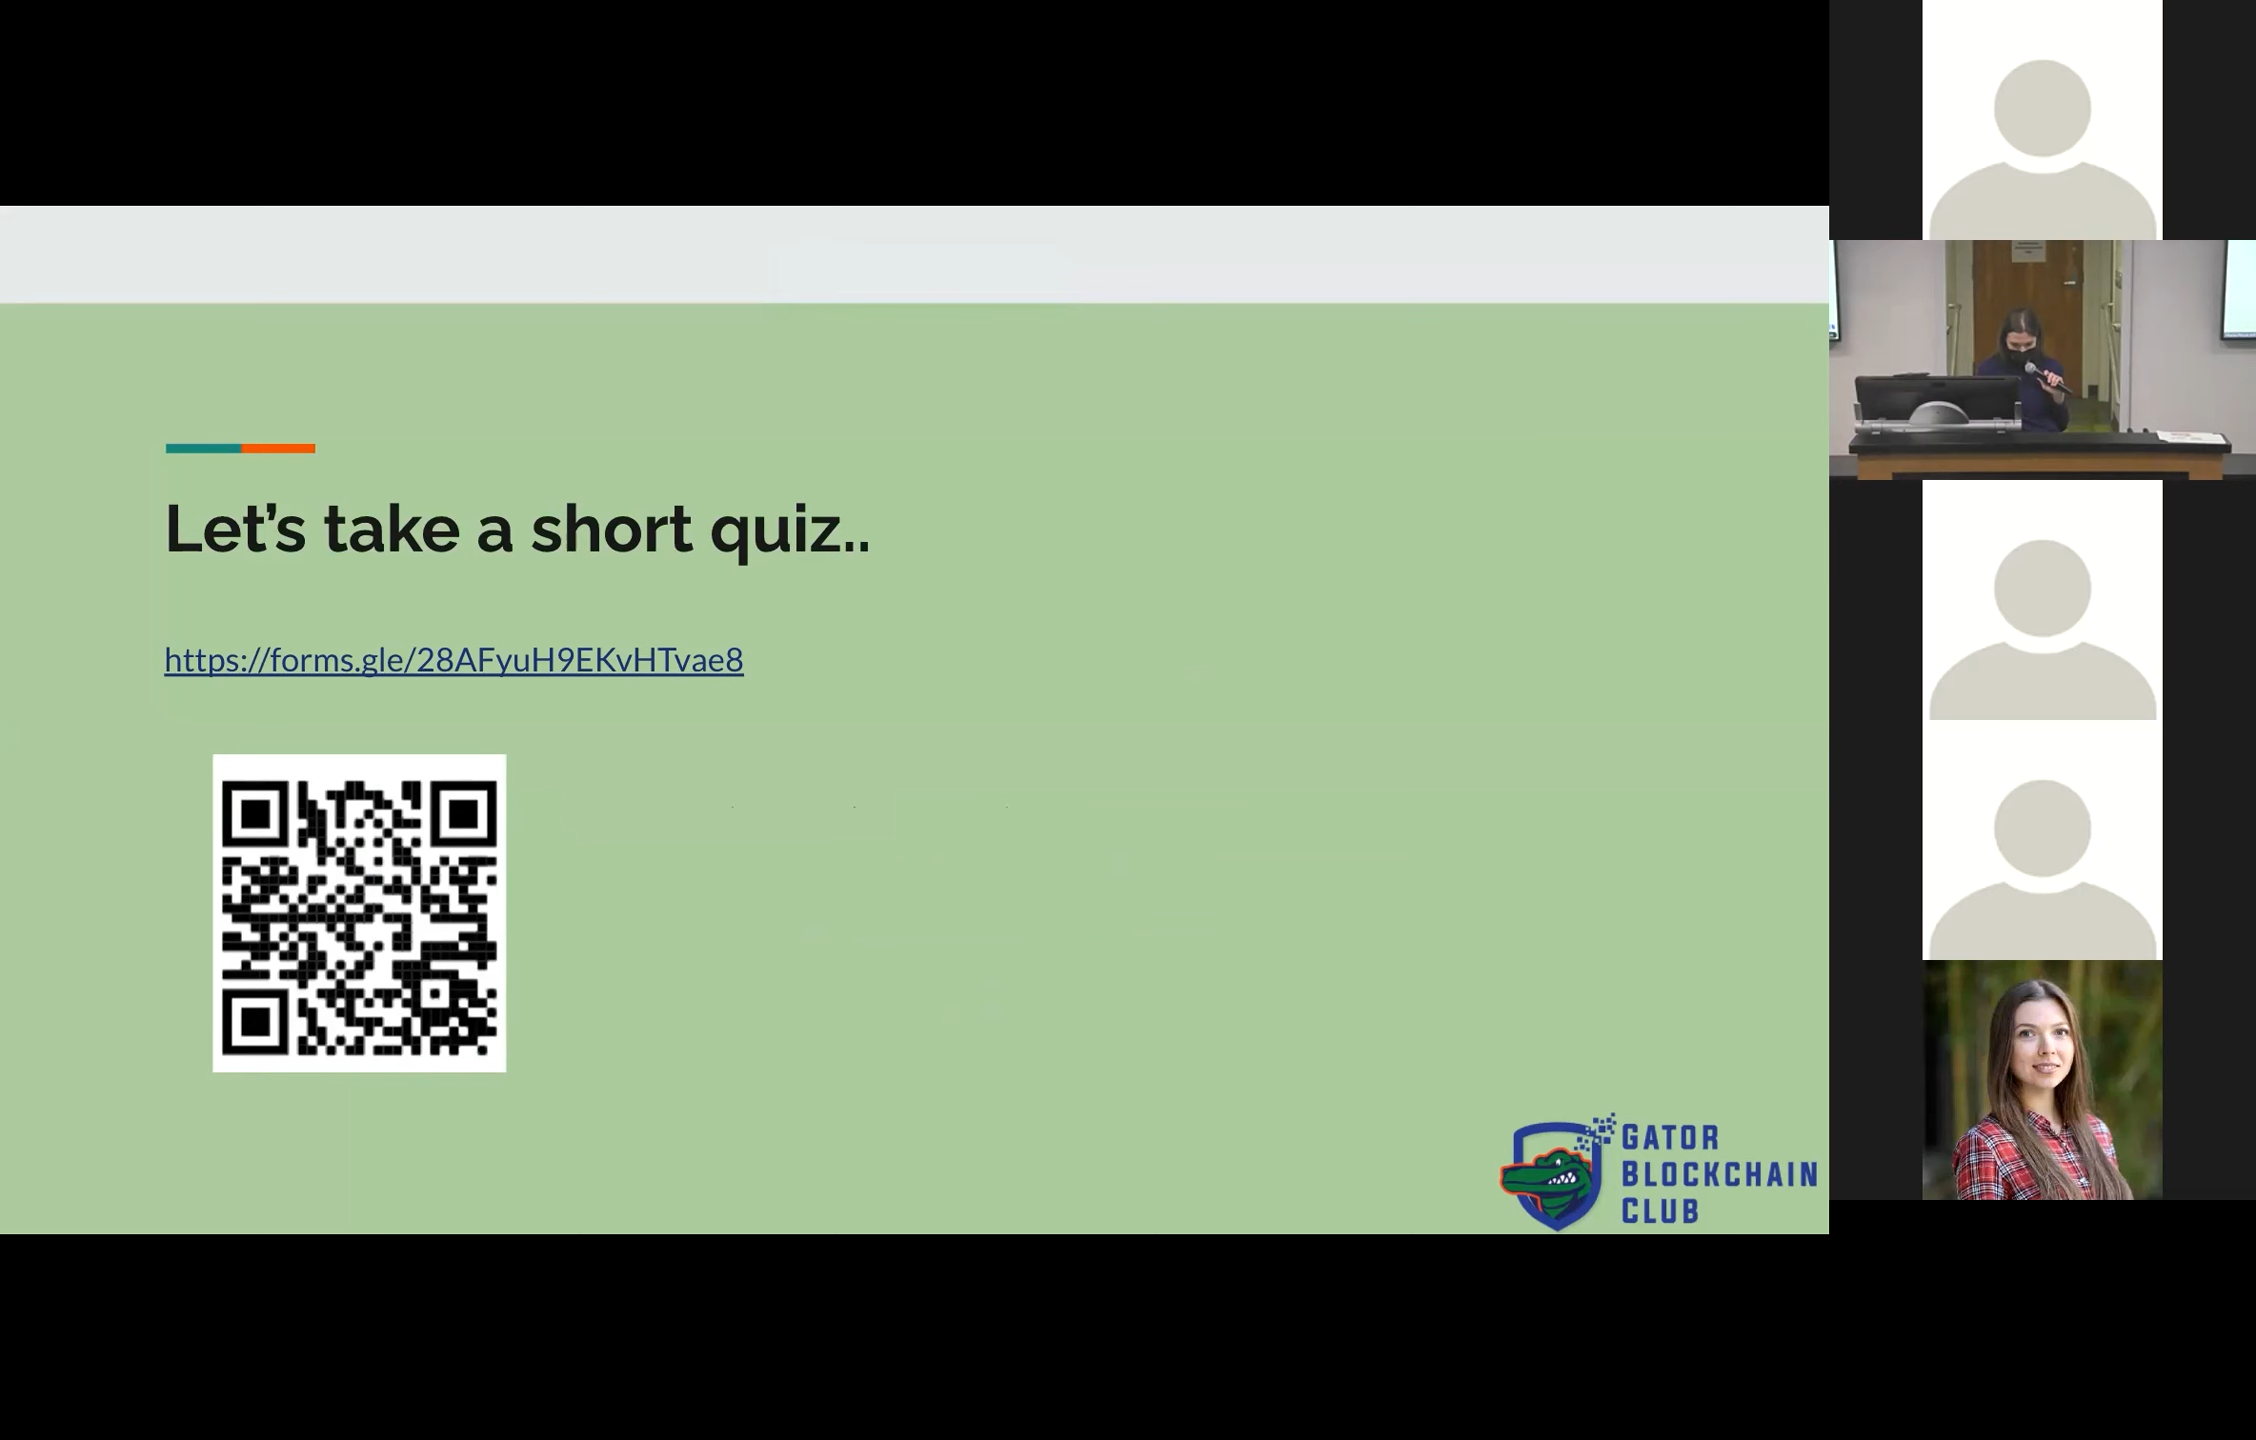 Let’s take a short quiz..
https://forms.gle/28AFyuH9EKvHTvae8
GATOR
BLOCKCHAIN
CLUB